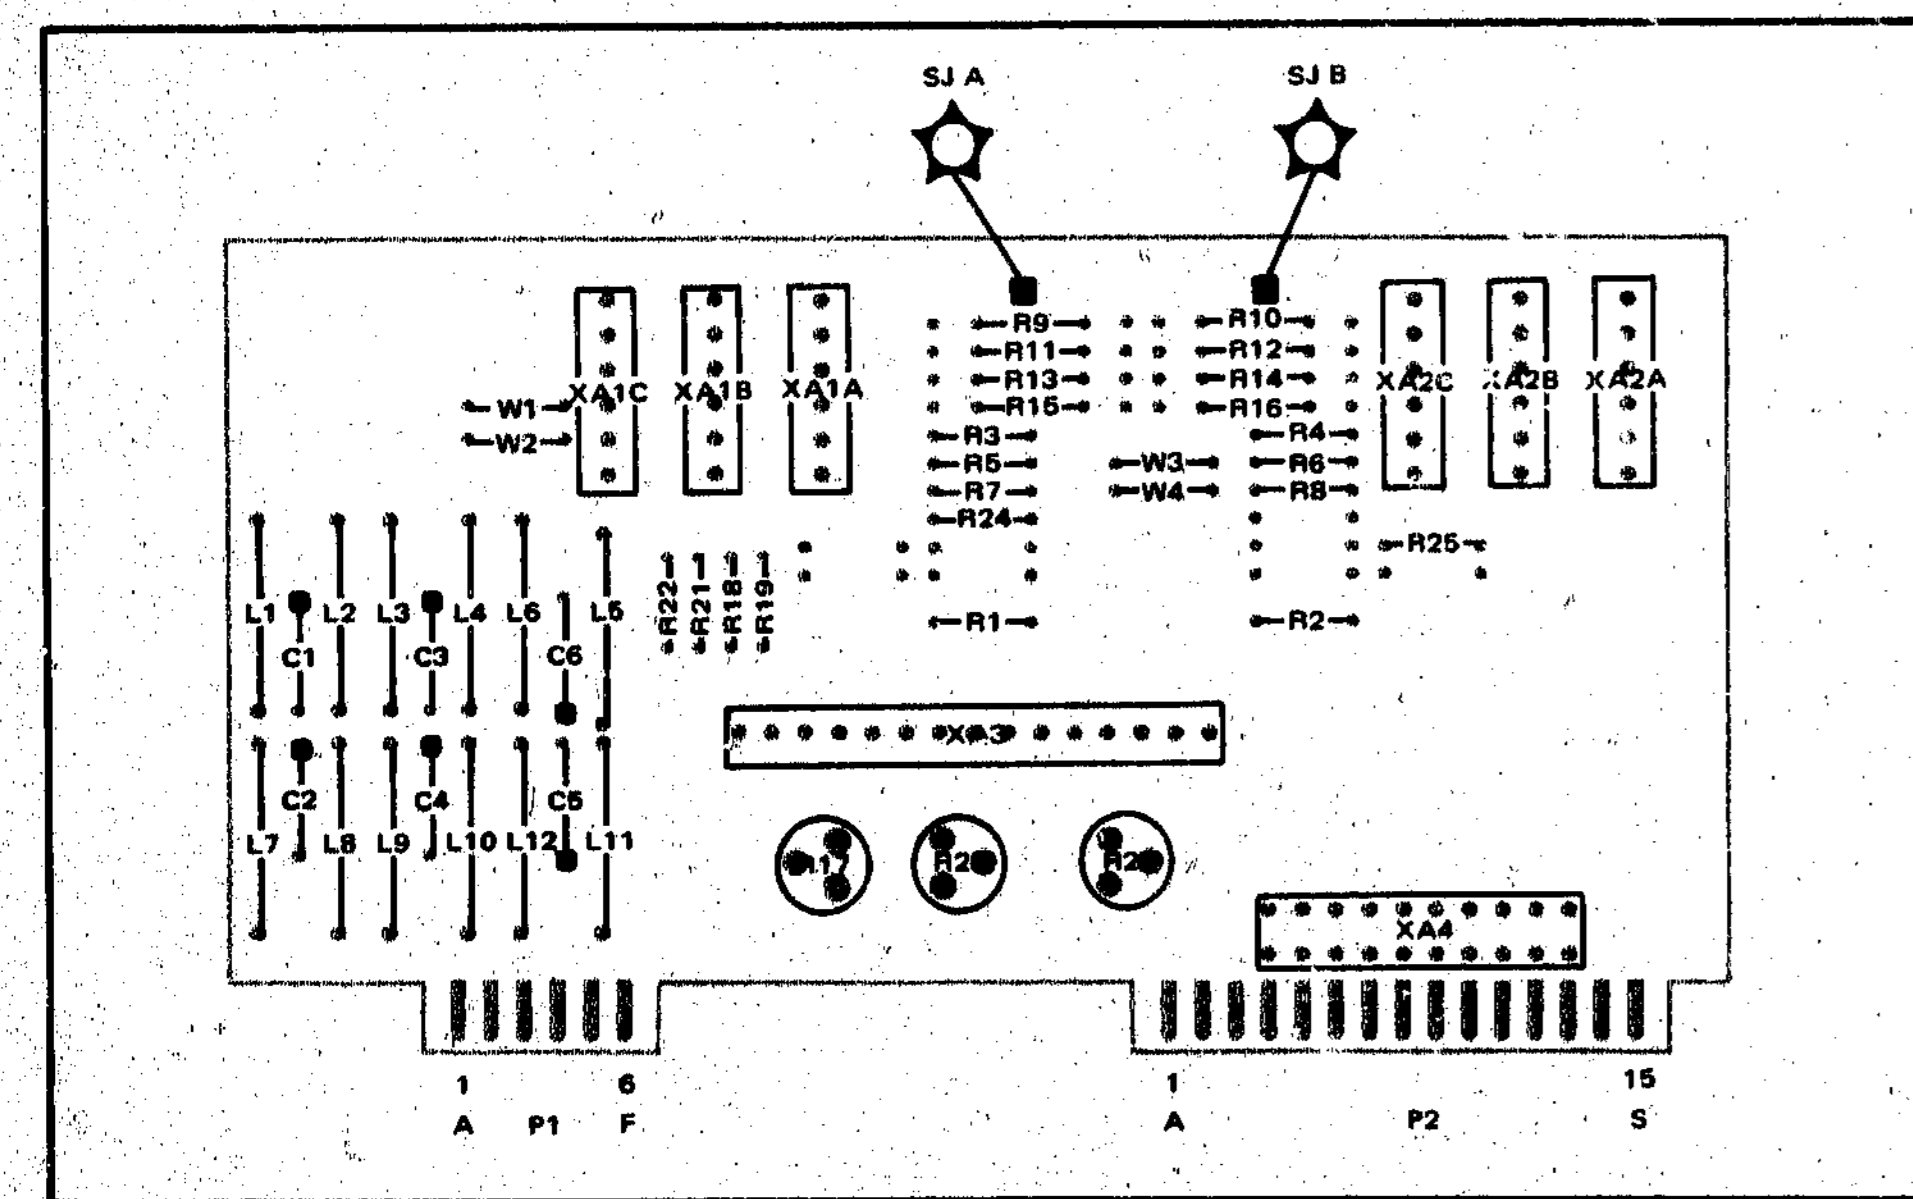 SJ A SJ B
R9 R10
R11 R12
XA1C XA1B XA1A R13 R14 XA2C XA2B XA2A
W1 R15 R16
W2 R3 R4
R5 W3 R6
R7 W4 R8
R24
R25
L1 L2 L3 L4 L6 L5 R22 R21 R18 R19 R1 R2
C1 C3 C6
XA3
C2 C4 C5
L7 L8 L9 L10 L12 L11
XA4
1 6 1 15
A P1 F A P2 S